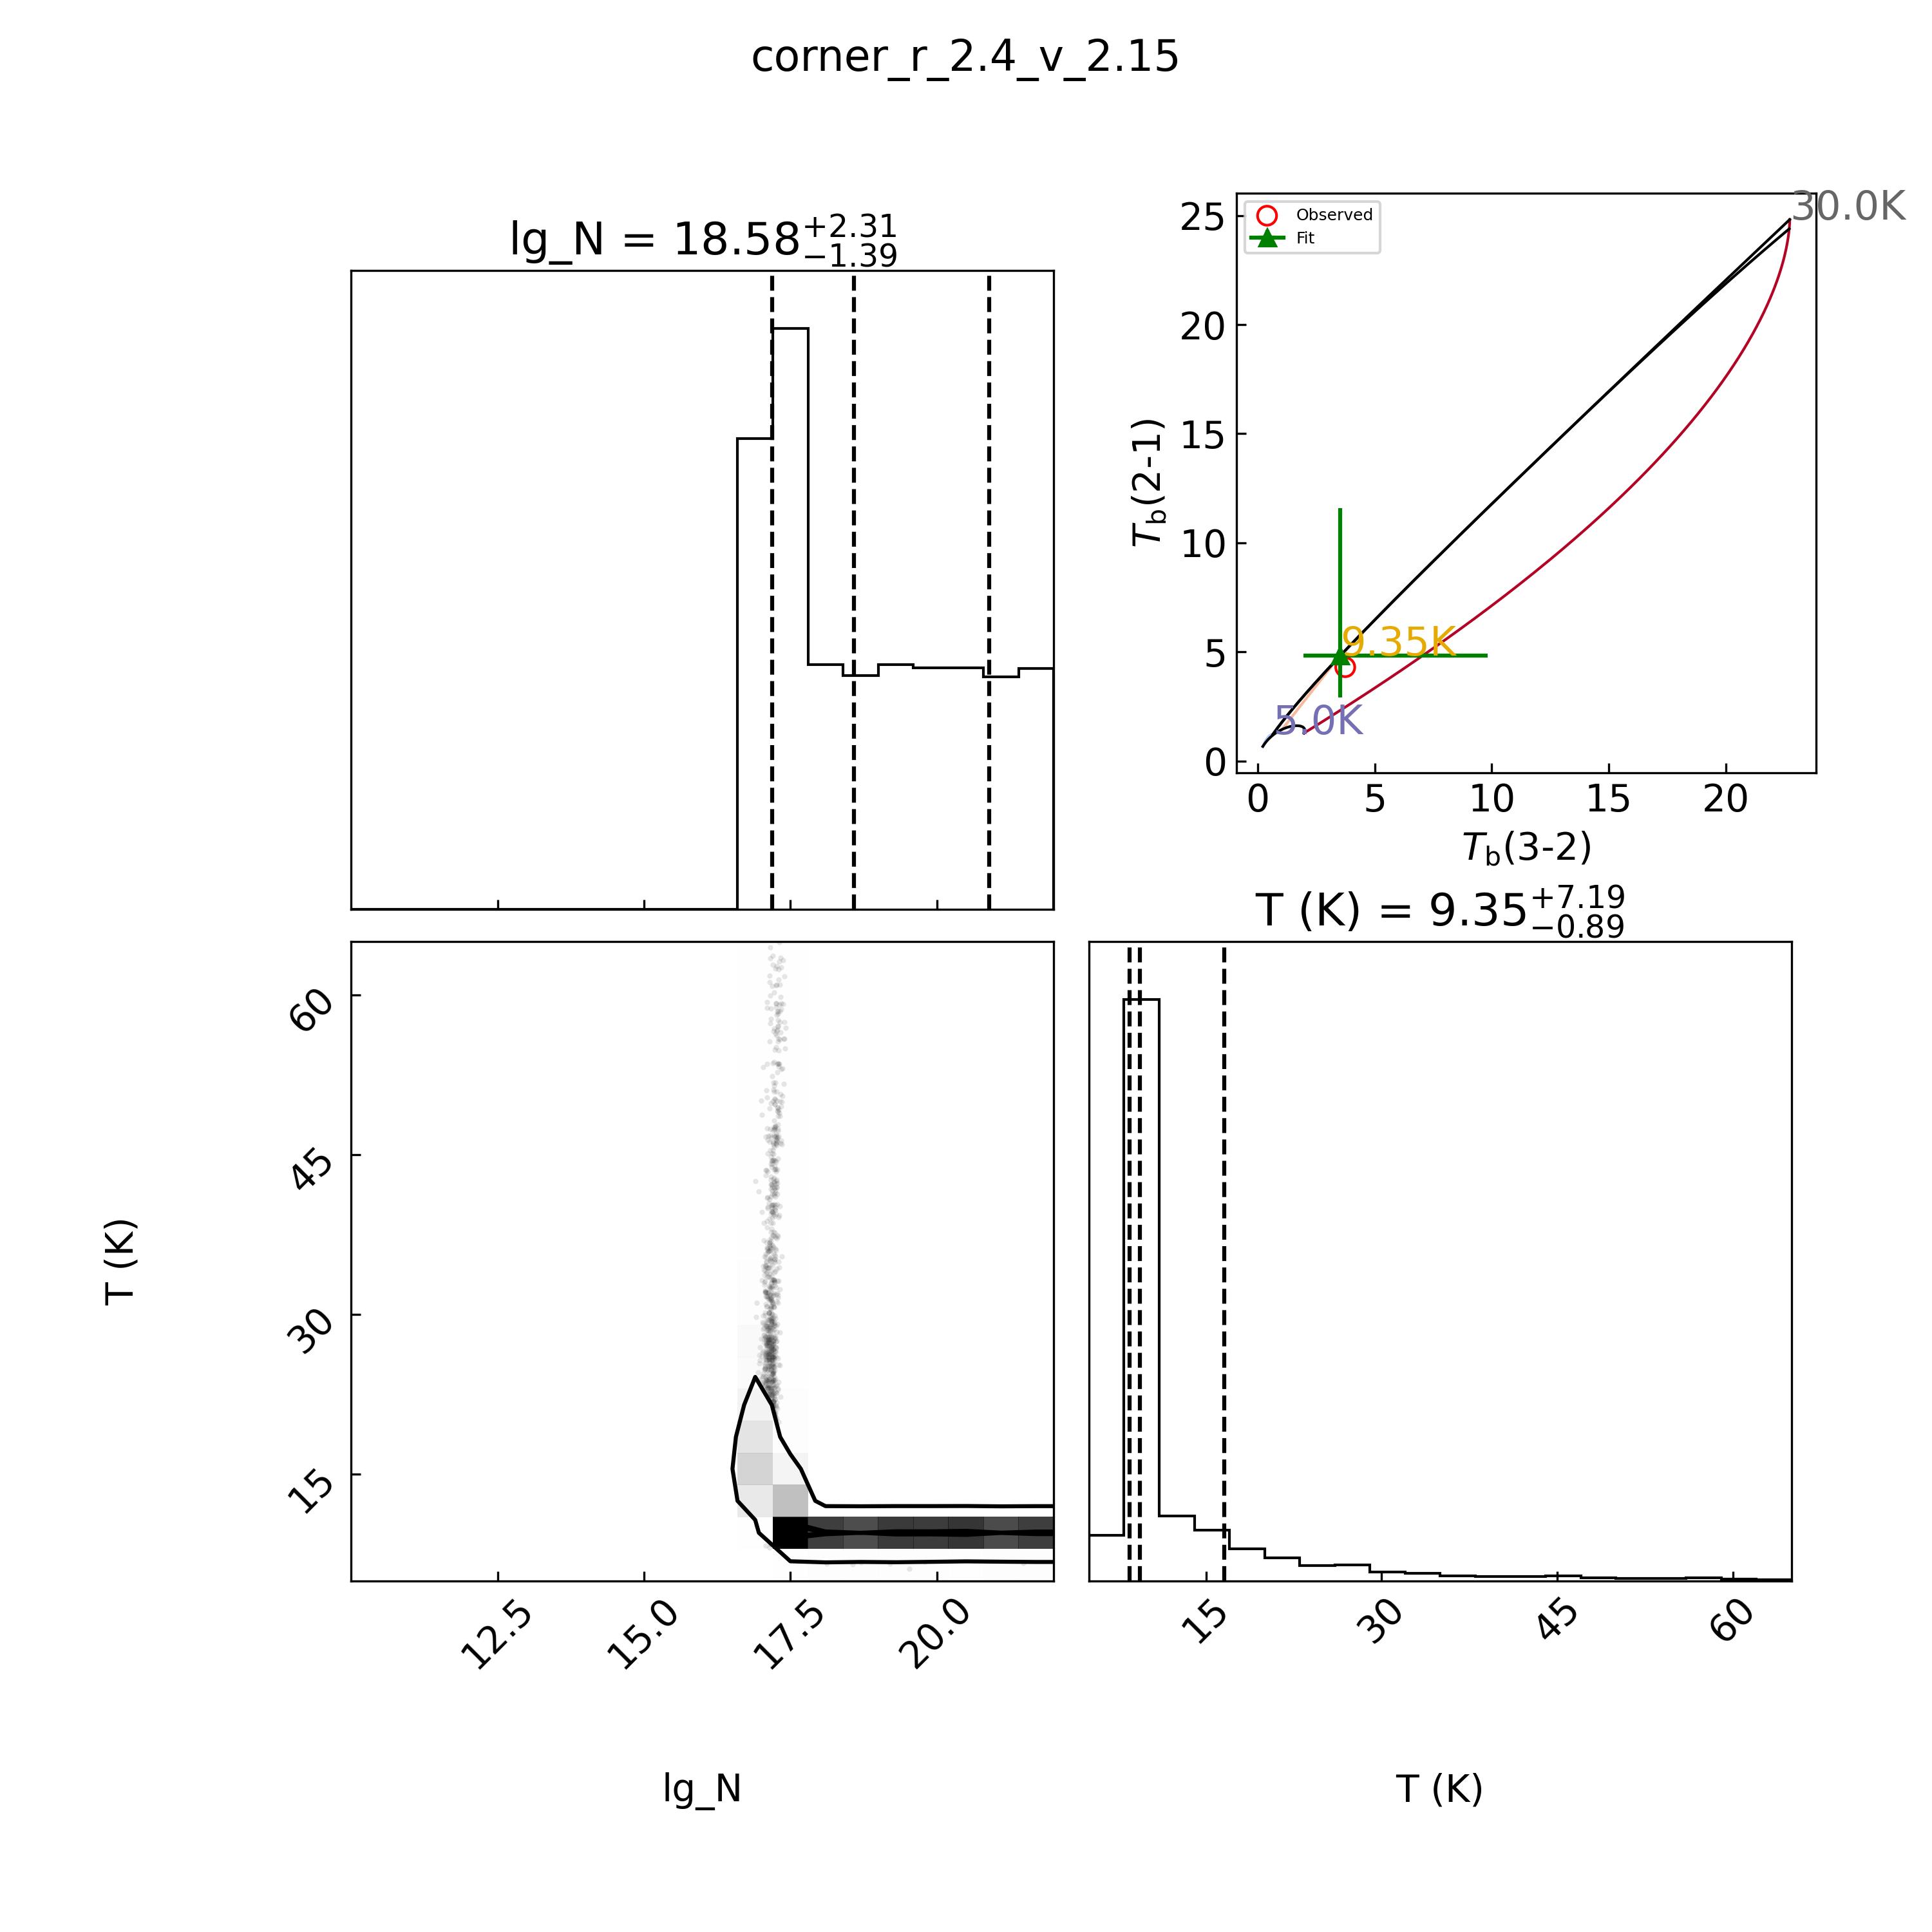 corner_r_2.4_v_2.15
lg_N = 18.58 +2.31 −1.39
30.0K
25
20
15
10
5
0
T_b(2-1)
Observed
Fit
9.35K
5.0K
0 5 10 15 20
T_b(3-2)
T (K) = 9.35 +7.19 −0.89
60
45
30
15
T (K)
12.5 15.0 17.5 20.0
lg_N
15 30 45 60
T (K)